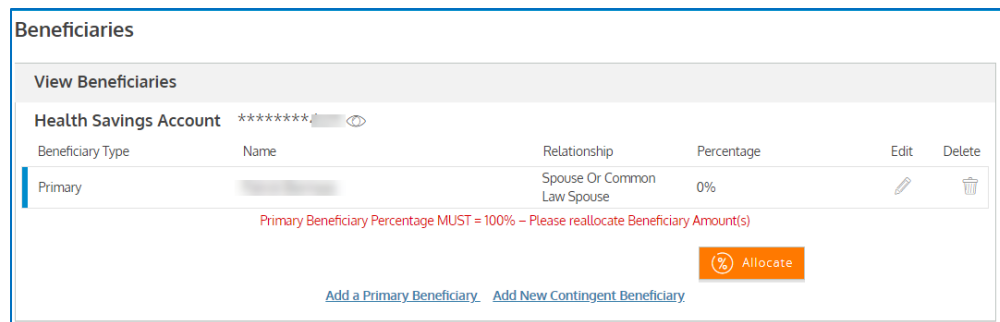 Beneficiaries
View Beneficiaries
Health Savings Account ********
Beneficiary Type Name Relationship Percentage Edit Delete
Primary Spouse Or Common Law Spouse 0%
Primary Beneficiary Percentage MUST = 100% – Please reallocate Beneficiary Amount(s)
% Allocate
Add a Primary Beneficiary Add New Contingent Beneficiary